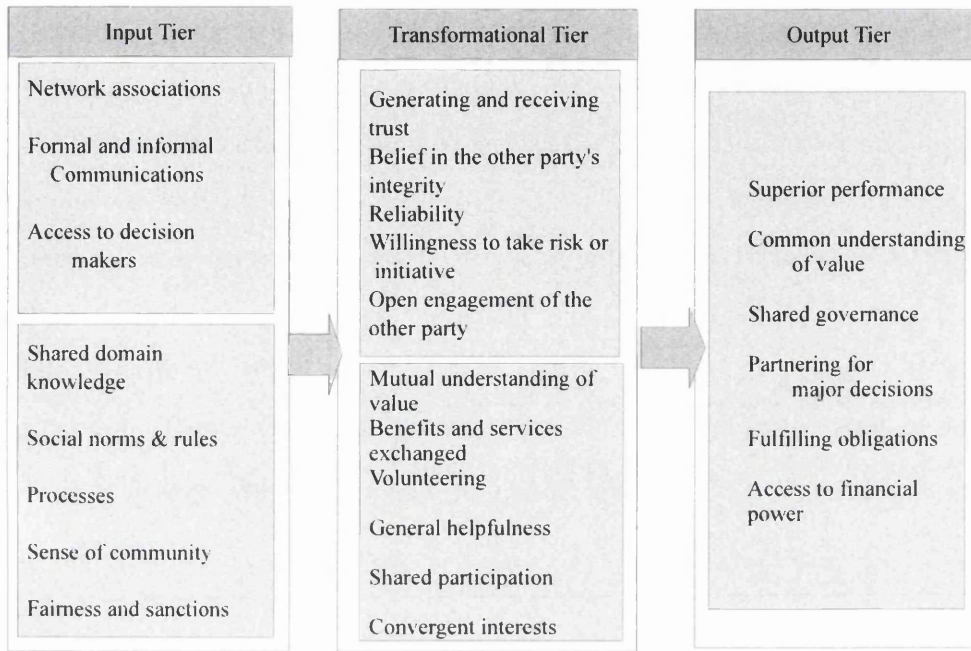 Input Tier
Network associations
Formal and informal
Communications
Access to decision
makers
Shared domain
knowledge
Social norms & rules
Processes
Sense of community
Fairness and sanctions
Transformational Tier
Generating and receiving
trust
Belief in the other party's
integrity
Reliability
Willingness to take risk or
initiative
Open engagement of the
other party
Mutual understanding of
value
Benefits and services
exchanged
Volunteering
General helpfulness
Shared participation
Convergent interests
Output Tier
Superior performance
Common understanding
of value
Shared governance
Partnering for
major decisions
Fulfilling obligations
Access to financial
power